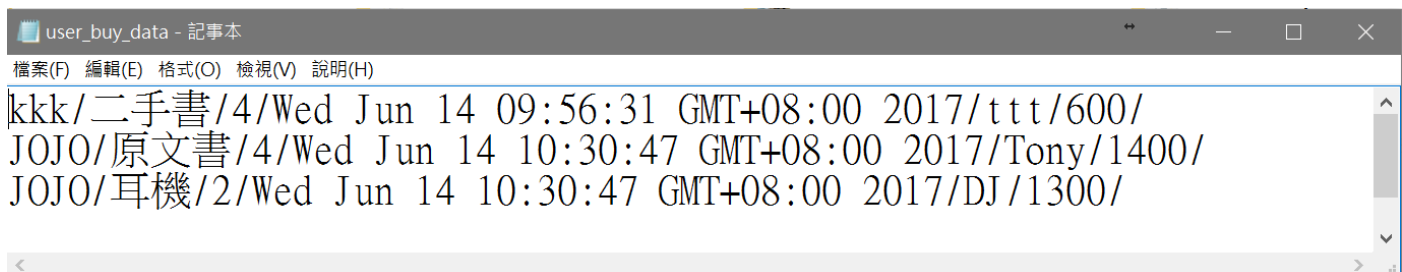 user_buy_data - 記事本
檔案(F) 編輯(E) 格式(O) 檢視(V) 說明(H)
kkk/二手書/4/Wed Jun 14 09:56:31 GMT+08:00 2017/ttt/600/
JOJO/原文書/4/Wed Jun 14 10:30:47 GMT+08:00 2017/Tony/1400/
JOJO/耳機/2/Wed Jun 14 10:30:47 GMT+08:00 2017/DJ/1300/